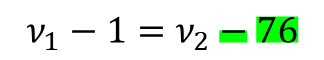 ν₁ − 1 = ν₂ − 76